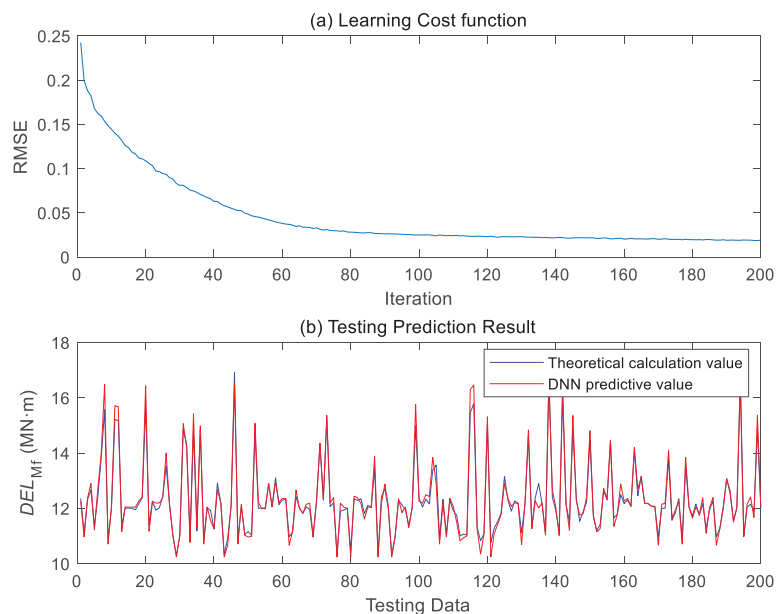 (a) Learning Cost function
0.25
0.2
0.15
0.1
0.05
0
RMSE
0 20 40 60 80 100 120 140 160 180 200
Iteration
(b) Testing Prediction Result
18
16
14
12
10
DEL_Mf (MN·m)
Theoretical calculation value
DNN predictive value
0 20 40 60 80 100 120 140 160 180 200
Testing Data